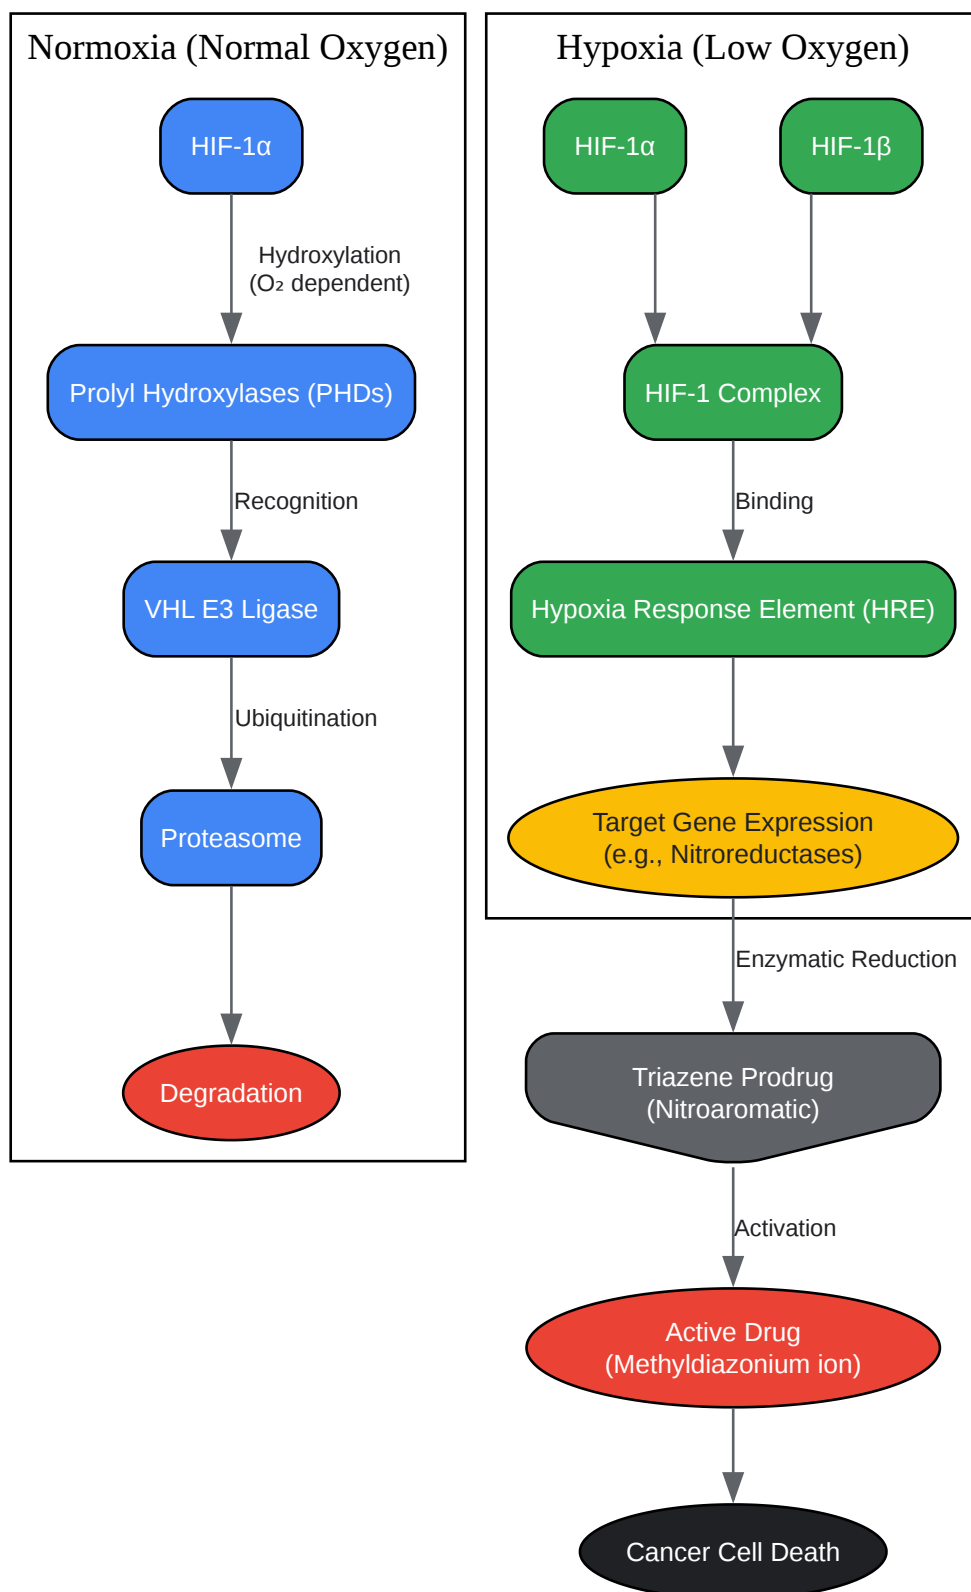 Normoxia (Normal Oxygen)
HIF-1α
Hydroxylation
(O₂ dependent)
Prolyl Hydroxylases (PHDs)
Recognition
VHL E3 Ligase
Ubiquitination
Proteasome
Degradation
Hypoxia (Low Oxygen)
HIF-1α
HIF-1β
HIF-1 Complex
Binding
Hypoxia Response Element (HRE)
Target Gene Expression
(e.g., Nitroreductases)
Enzymatic Reduction
Triazene Prodrug
(Nitroaromatic)
Activation
Active Drug
(Methyldiazonium ion)
Cancer Cell Death